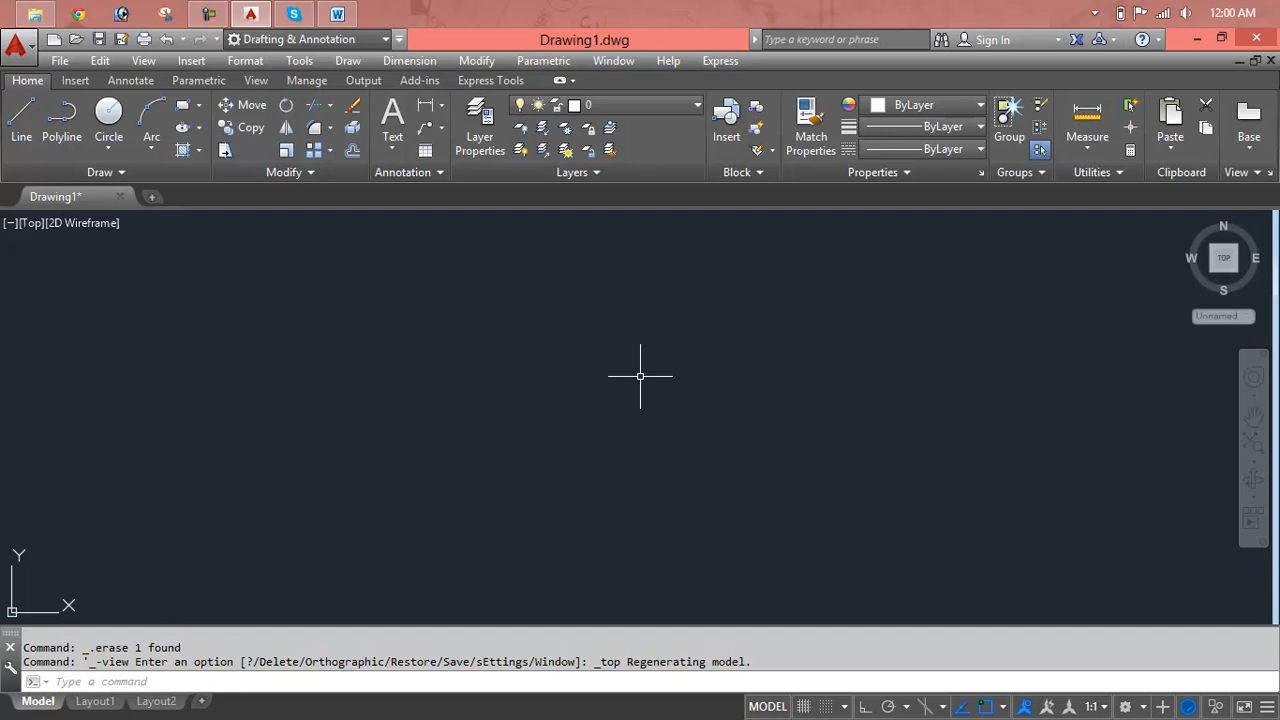 12:00 AM
Drafting & Annotation
Drawing1.dwg
Type a keyword or phrase
Sign In
File Edit View Insert Format Tools Draw Dimension Modify Parametric Window Help Express
Home Insert Annotate Parametric View Manage Output Add-ins Express Tools
Line Polyline Circle Arc
Move
Copy
Text
Layer Properties
0
Insert
Match Properties
ByLayer
ByLayer
ByLayer
Group
Measure
Paste
Base
Draw Modify Annotation Layers Block Properties Groups Utilities Clipboard View
Drawing1*
[−][Top][2D Wireframe]
N
W TOP E
S
Unnamed
Y
X
Command: _.erase 1 found
Command: '_-view Enter an option [?/Delete/Orthographic/Restore/Save/sEttings/Window]: _top Regenerating model.
Type a command
Model Layout1 Layout2 +
MODEL
1:1